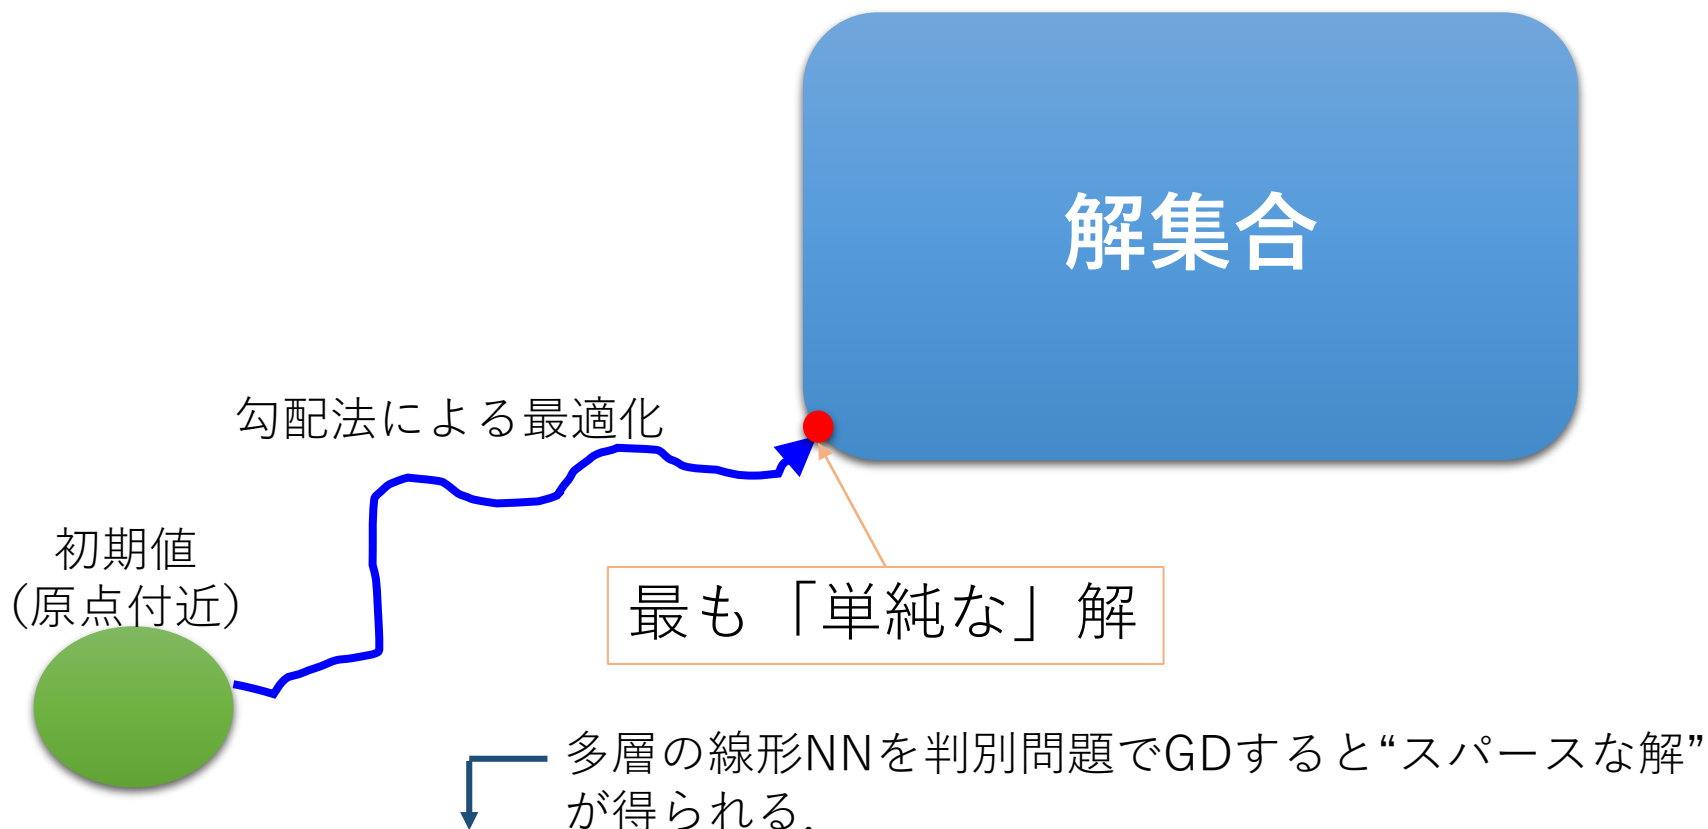 解集合
勾配法による最適化
初期値
(原点付近)
最も「単純な」解
多層の線形NNを判別問題でGDすると“スパースな解”
が得られる.